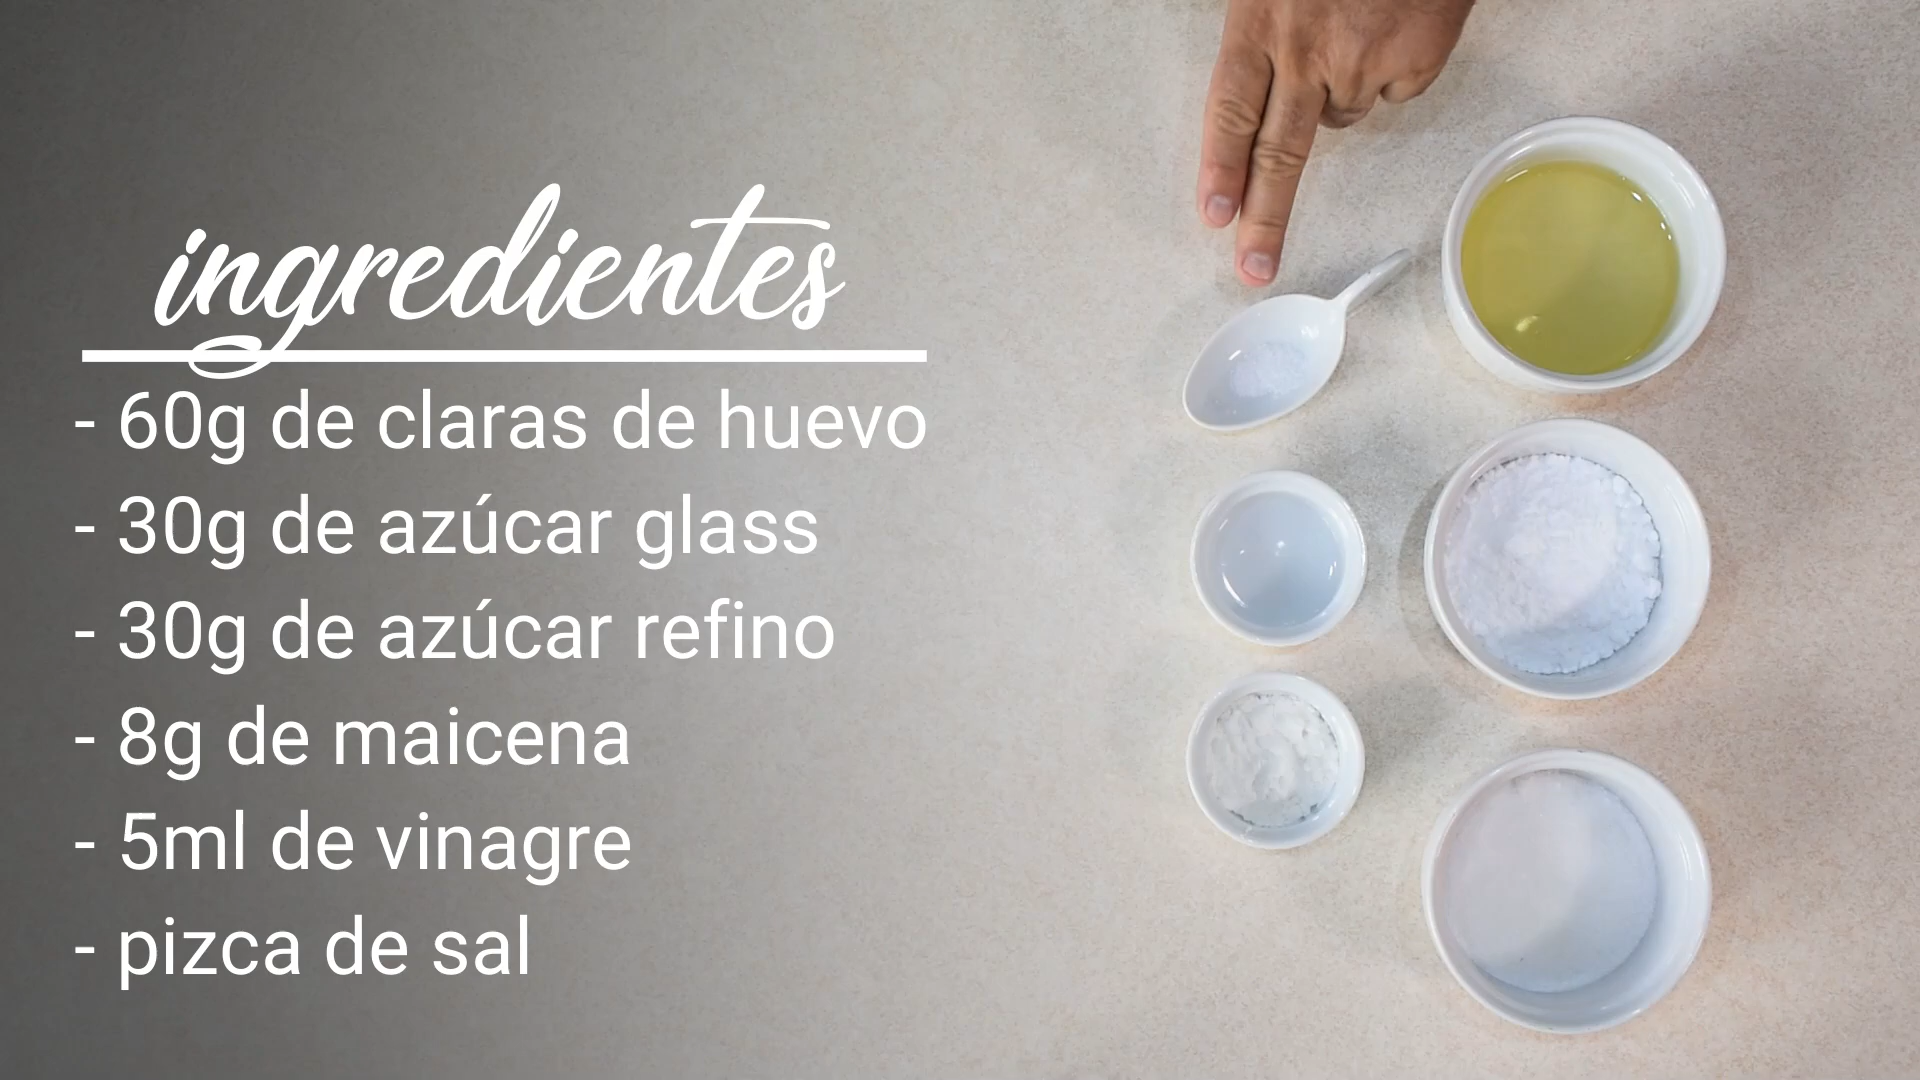 ingredientes
- 60g de claras de huevo
- 30g de azúcar glass
- 30g de azúcar refino
- 8g de maicena
- 5ml de vinagre
- pizca de sal